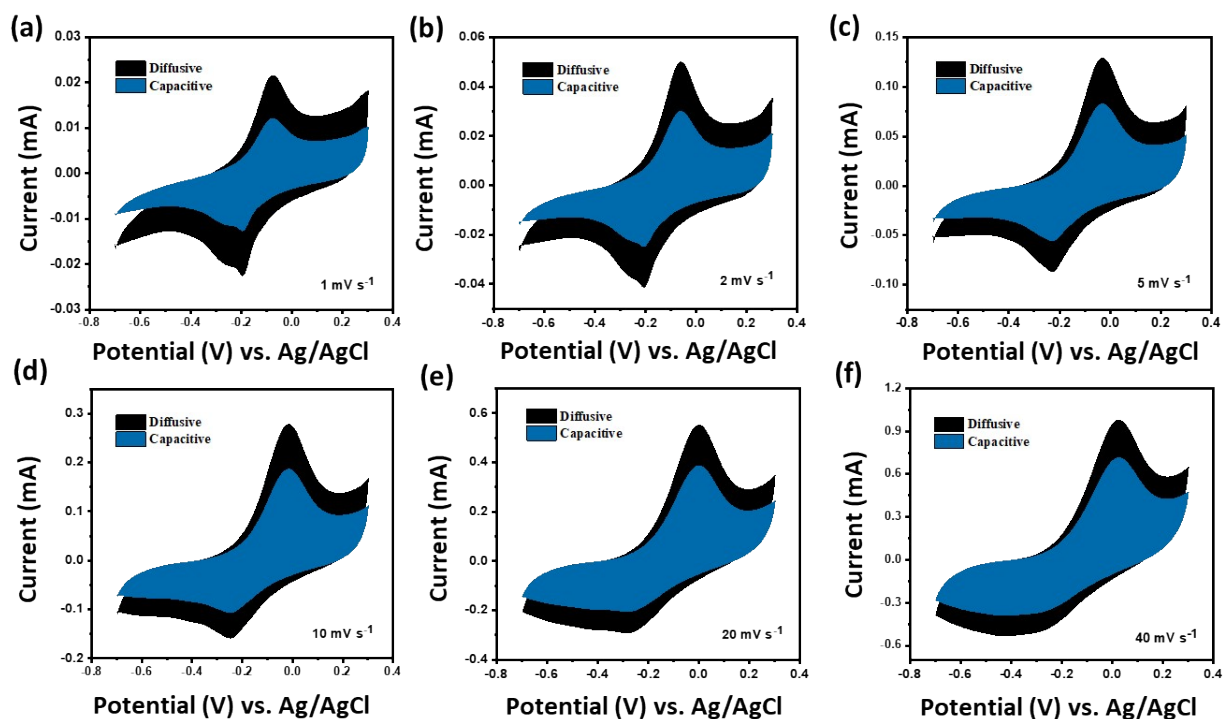 (a)
0.03
0.02
0.01
0.00
-0.01
-0.02
-0.03
Current (mA)
Diffusive
Capacitive
1 mV s-1
-0.8 -0.6 -0.4 -0.2 0.0 0.2 0.4
Potential (V) vs. Ag/AgCl
(b)
0.06
0.04
0.02
0.00
-0.02
-0.04
Current (mA)
Diffusive
Capacitive
2 mV s-1
-0.8 -0.6 -0.4 -0.2 0.0 0.2 0.4
Potential (V) vs. Ag/AgCl
(c)
0.15
0.10
0.05
0.00
-0.05
-0.10
Current (mA)
Diffusive
Capacitive
5 mV s-1
-0.8 -0.6 -0.4 -0.2 0.0 0.2 0.4
Potential (V) vs. Ag/AgCl
(d)
0.3
0.2
0.1
0.0
-0.1
-0.2
Current (mA)
Diffusive
Capacitive
10 mV s-1
-0.8 -0.6 -0.4 -0.2 0.0 0.2 0.4
Potential (V) vs. Ag/AgCl
(e)
0.6
0.4
0.2
0.0
-0.2
-0.4
Current (mA)
Diffusive
Capacitive
20 mV s-1
-0.8 -0.6 -0.4 -0.2 0.0 0.2 0.4
Potential (V) vs. Ag/AgCl
(f)
1.2
0.9
0.6
0.3
0.0
-0.3
-0.6
Current (mA)
Diffusive
Capacitive
40 mV s-1
-0.8 -0.6 -0.4 -0.2 0.0 0.2 0.4
Potential (V) vs. Ag/AgCl